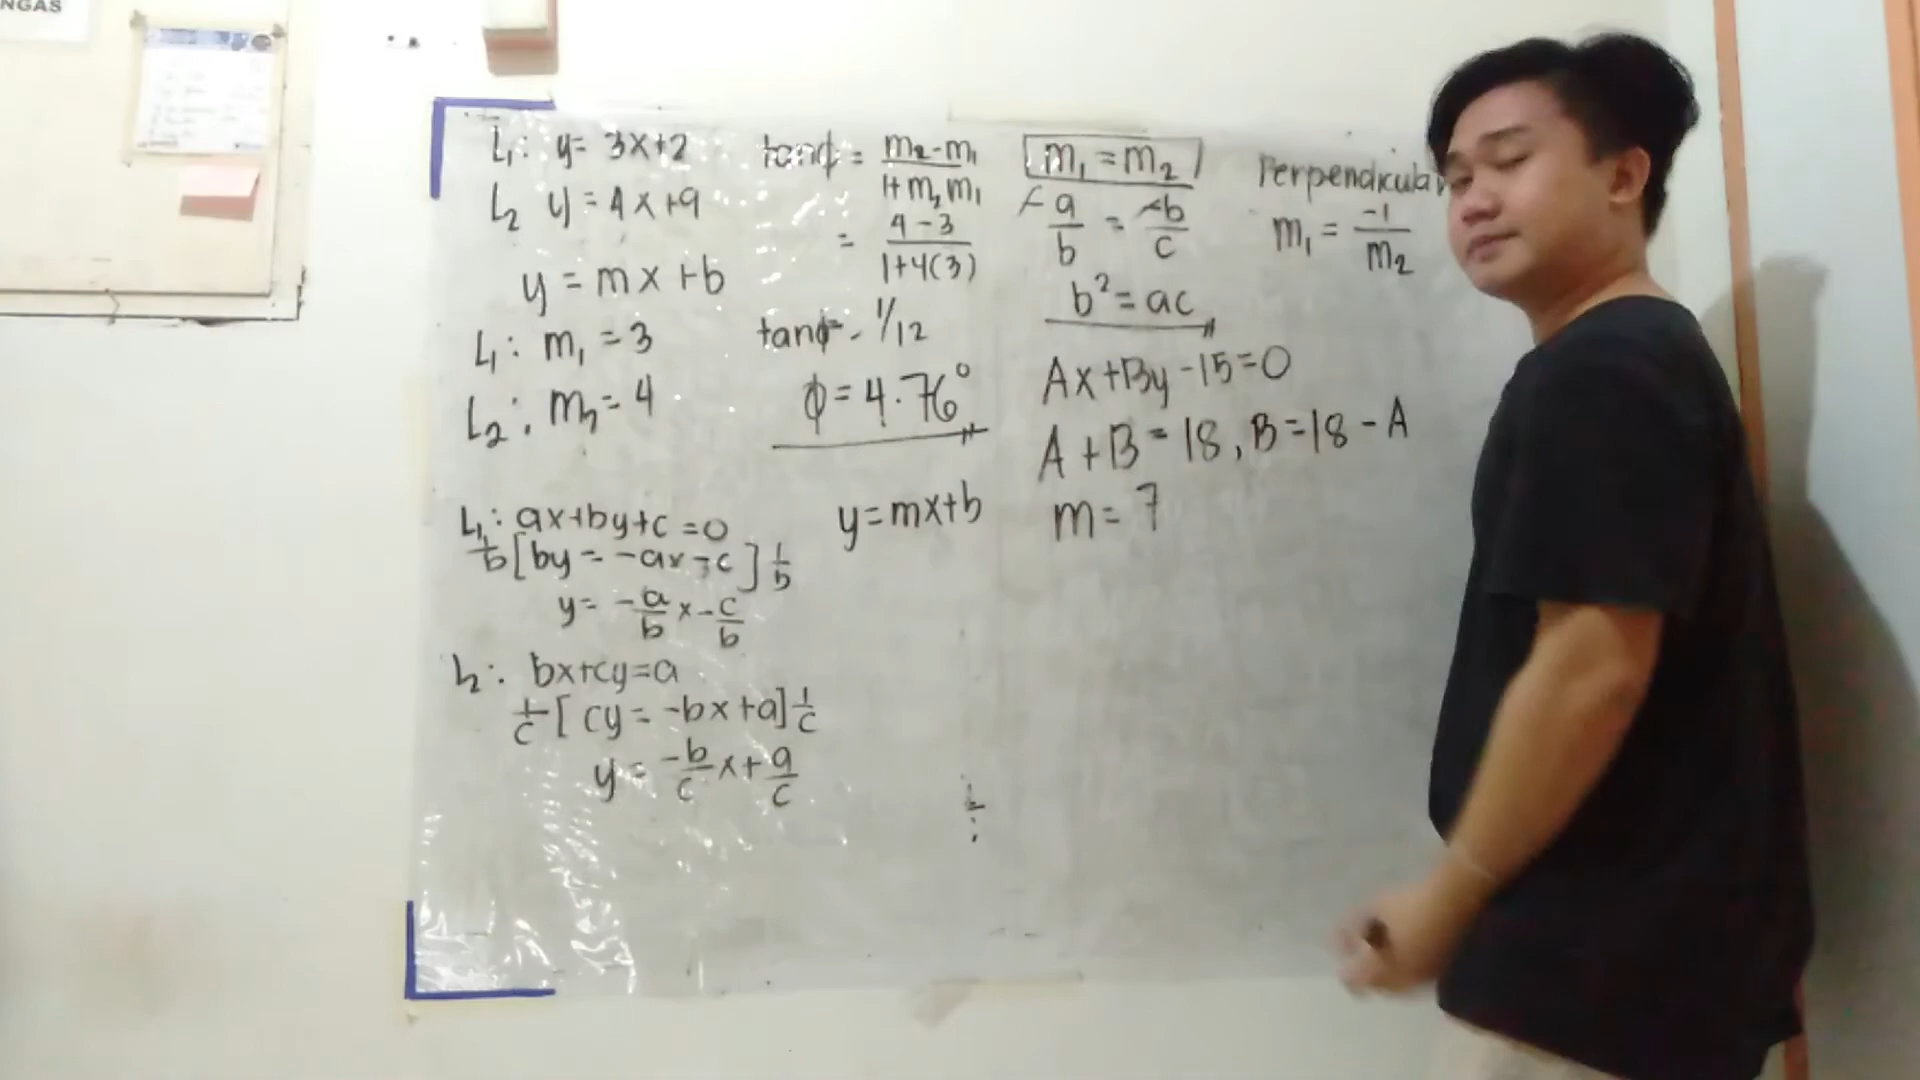 NGAS
L₁: y = 3x+2
L₂ y = 4x+9
y = mx+b
L₁: m₁ = 3
L₂: m₂ = 4
tanϕ = m₂-m₁/1+m₂m₁
= 4-3/1+4(3)
tanϕ = 1/12
ϕ = 4.76°
L₁: ax+by+c=0
1/b[by = -ax-c]1/b
y = -a/b x - c/b
L₂: bx+cy=a
1/c[cy = -bx+a]1/c
y = -b/c x + a/c
y=mx+b
m₁ = m₂
-a/b = -b/c
b² = ac
Ax+By-15=0
A+B=18, B=18-A
m=7
Perpendicular
m₁ = -1/m₂